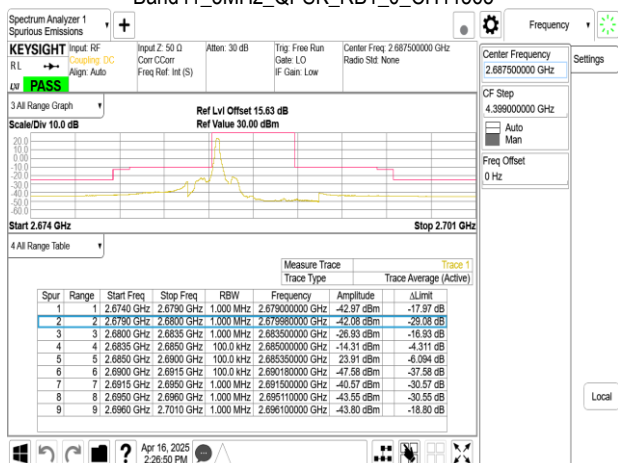 Spectrum Analyzer 1
Spurious Emissions
Frequency
KEYSIGHT
RL
Input: RF
Coupling: DC
Align: Auto
Input Z: 50 Ω
Corr CCorr
Freq Ref: Int (S)
Atten: 30 dB
Trig: Free Run
Gate: LO
IF Gain: Low
Center Freq: 2.687500000 GHz
Radio Std: None
LXI PASS
Center Frequency
2.687500000 GHz
Settings
CF Step
4.399000000 GHz
Auto
Man
Freq Offset
0 Hz
Local
3 All Range Graph
Scale/Div 10.0 dB
Ref Lvl Offset 15.63 dB
Ref Value 30.00 dBm
20.0
10.0
0.00
-10.0
-20.0
-30.0
-40.0
-50.0
-60.0
Start 2.674 GHz
Stop 2.701 GHz
4 All Range Table
Measure Trace Trace 1
Trace Type Trace Average (Active)
Spur Range Start Freq Stop Freq RBW Frequency Amplitude ΔLimit
1 1 2.6740 GHz 2.6790 GHz 1.000 MHz 2.679000000 GHz -42.97 dBm -17.97 dB
2 2 2.6790 GHz 2.6800 GHz 1.000 MHz 2.679980000 GHz -42.08 dBm -29.08 dB
3 3 2.6800 GHz 2.6835 GHz 1.000 MHz 2.683500000 GHz -26.93 dBm -16.93 dB
4 4 2.6835 GHz 2.6850 GHz 100.0 kHz 2.685000000 GHz -14.31 dBm -4.311 dB
5 5 2.6850 GHz 2.6900 GHz 100.0 kHz 2.685350000 GHz 23.91 dBm -6.094 dB
6 6 2.6900 GHz 2.6915 GHz 100.0 kHz 2.690180000 GHz -47.58 dBm -37.58 dB
7 7 2.6915 GHz 2.6950 GHz 1.000 MHz 2.691500000 GHz -40.57 dBm -30.57 dB
8 8 2.6950 GHz 2.6960 GHz 1.000 MHz 2.695110000 GHz -43.55 dBm -30.55 dB
9 9 2.6960 GHz 2.7010 GHz 1.000 MHz 2.696100000 GHz -43.80 dBm -18.80 dB
Apr 16, 2025
2:26:50 PM